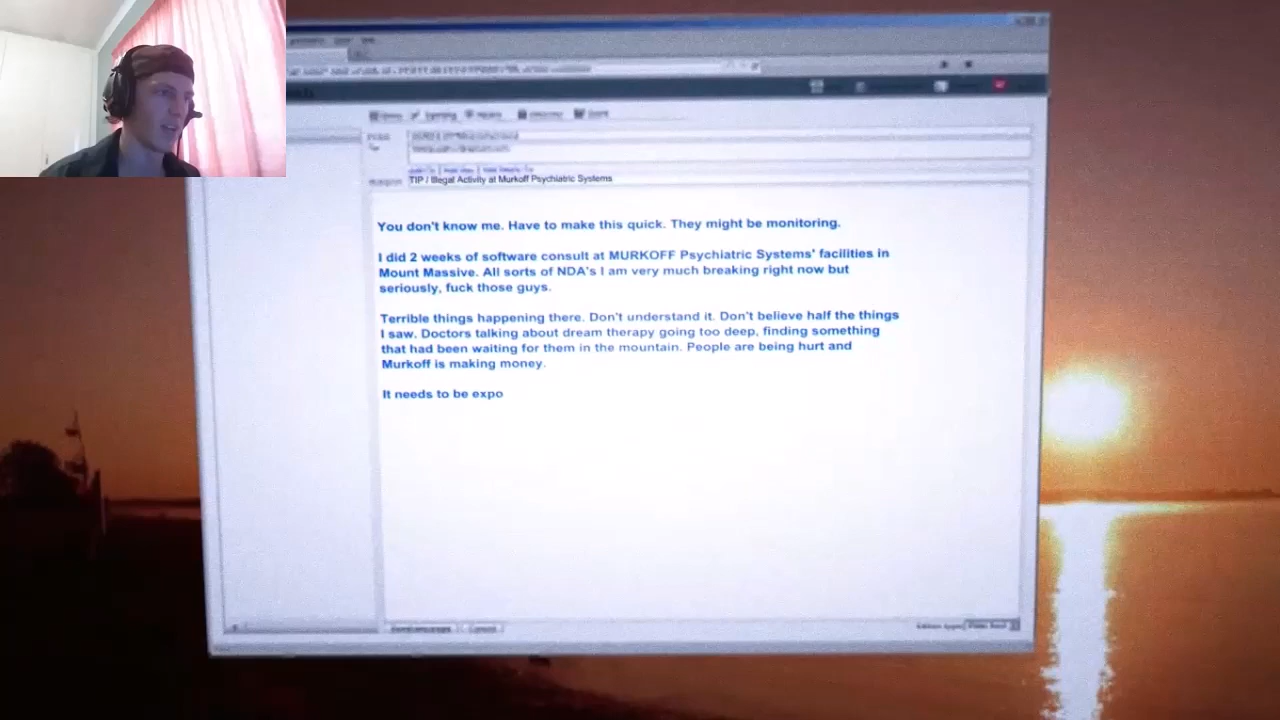 TIP / Illegal Activity at Murkoff Psychiatric Systems
You don't know me. Have to make this quick. They might be monitoring.
I did 2 weeks of software consult at MURKOFF Psychiatric Systems' facilities in
Mount Massive. All sorts of NDA's I am very much breaking right now but
seriously, fuck those guys.
Terrible things happening there. Don't understand it. Don't believe half the things
I saw. Doctors talking about dream therapy going too deep, finding something
that had been waiting for them in the mountain. People are being hurt and
Murkoff is making money.
It needs to be expo